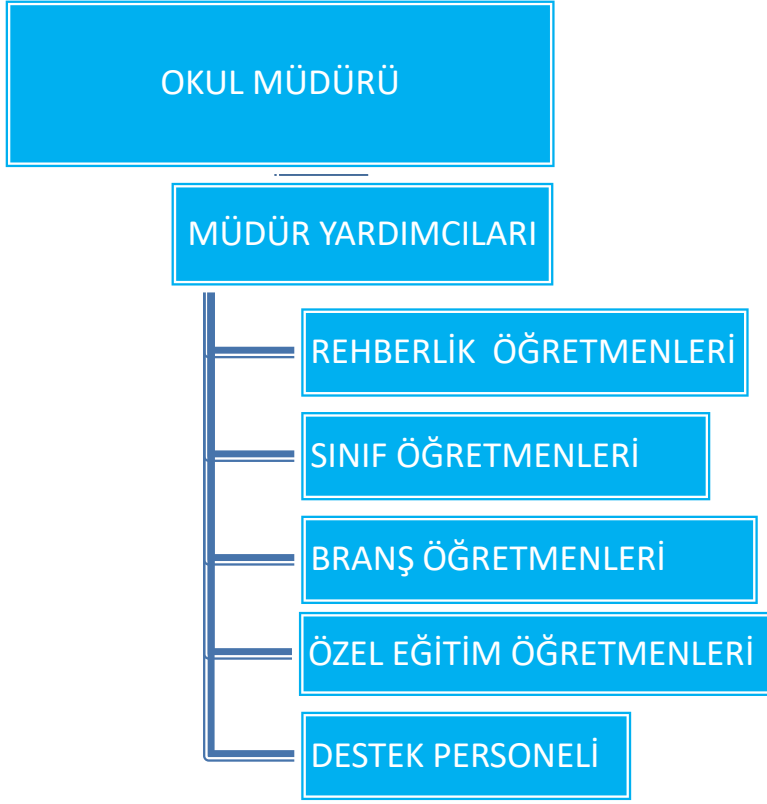 OKUL MÜDÜRÜ
MÜDÜR YARDIMCILARI
REHBERLİK ÖĞRETMENLERİ
SINIF ÖĞRETMENLERİ
BRANŞ ÖĞRETMENLERİ
ÖZEL EĞİTİM ÖĞRETMENLERİ
DESTEK PERSONELİ